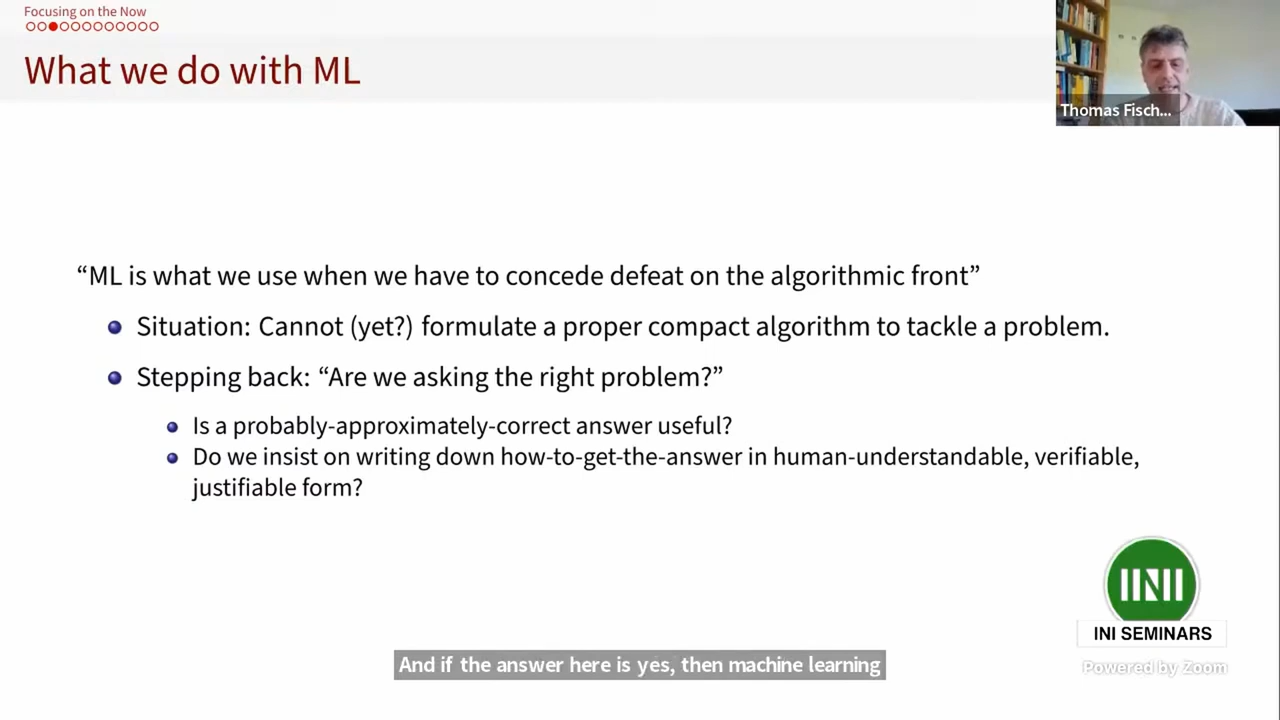 Focusing on the Now
What we do with ML
Thomas Fisch...
“ML is what we use when we have to concede defeat on the algorithmic front”
Situation: Cannot (yet?) formulate a proper compact algorithm to tackle a problem.
Stepping back: “Are we asking the right problem?”
Is a probably-approximately-correct answer useful?
Do we insist on writing down how-to-get-the-answer in human-understandable, verifiable,
justifiable form?
INI
INI SEMINARS
And if the answer here is yes, then machine learning
Powered by Zoom